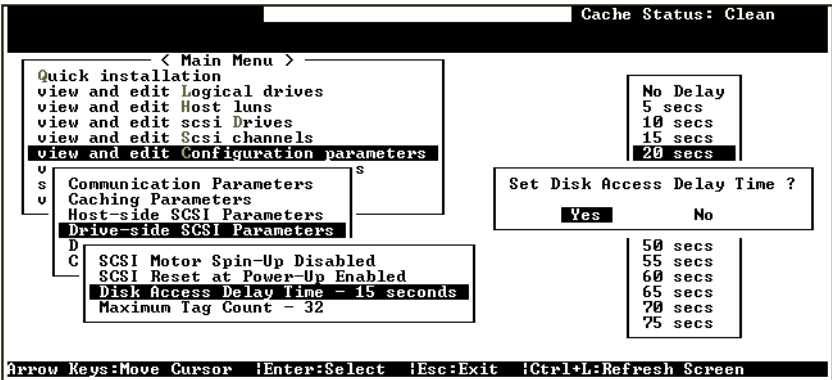 Cache Status: Clean
< Main Menu >
Quick installation
view and edit Logical drives
view and edit Host luns
view and edit scsi Drives
view and edit Scsi channels
view and edit Configuration parameters
v
s
s
v
Communication Parameters
Caching Parameters
Host-side SCSI Parameters
Drive-side SCSI Parameters
D
C
SCSI Motor Spin-Up Disabled
SCSI Reset at Power-Up Enabled
Disk Access Delay Time - 15 seconds
Maximum Tag Count - 32
No Delay
5 secs
10 secs
15 secs
20 secs
Set Disk Access Delay Time ?
Yes No
50 secs
55 secs
60 secs
65 secs
70 secs
75 secs
Arrow Keys:Move Cursor |Enter:Select |Esc:Exit |Ctrl+L:Refresh Screen